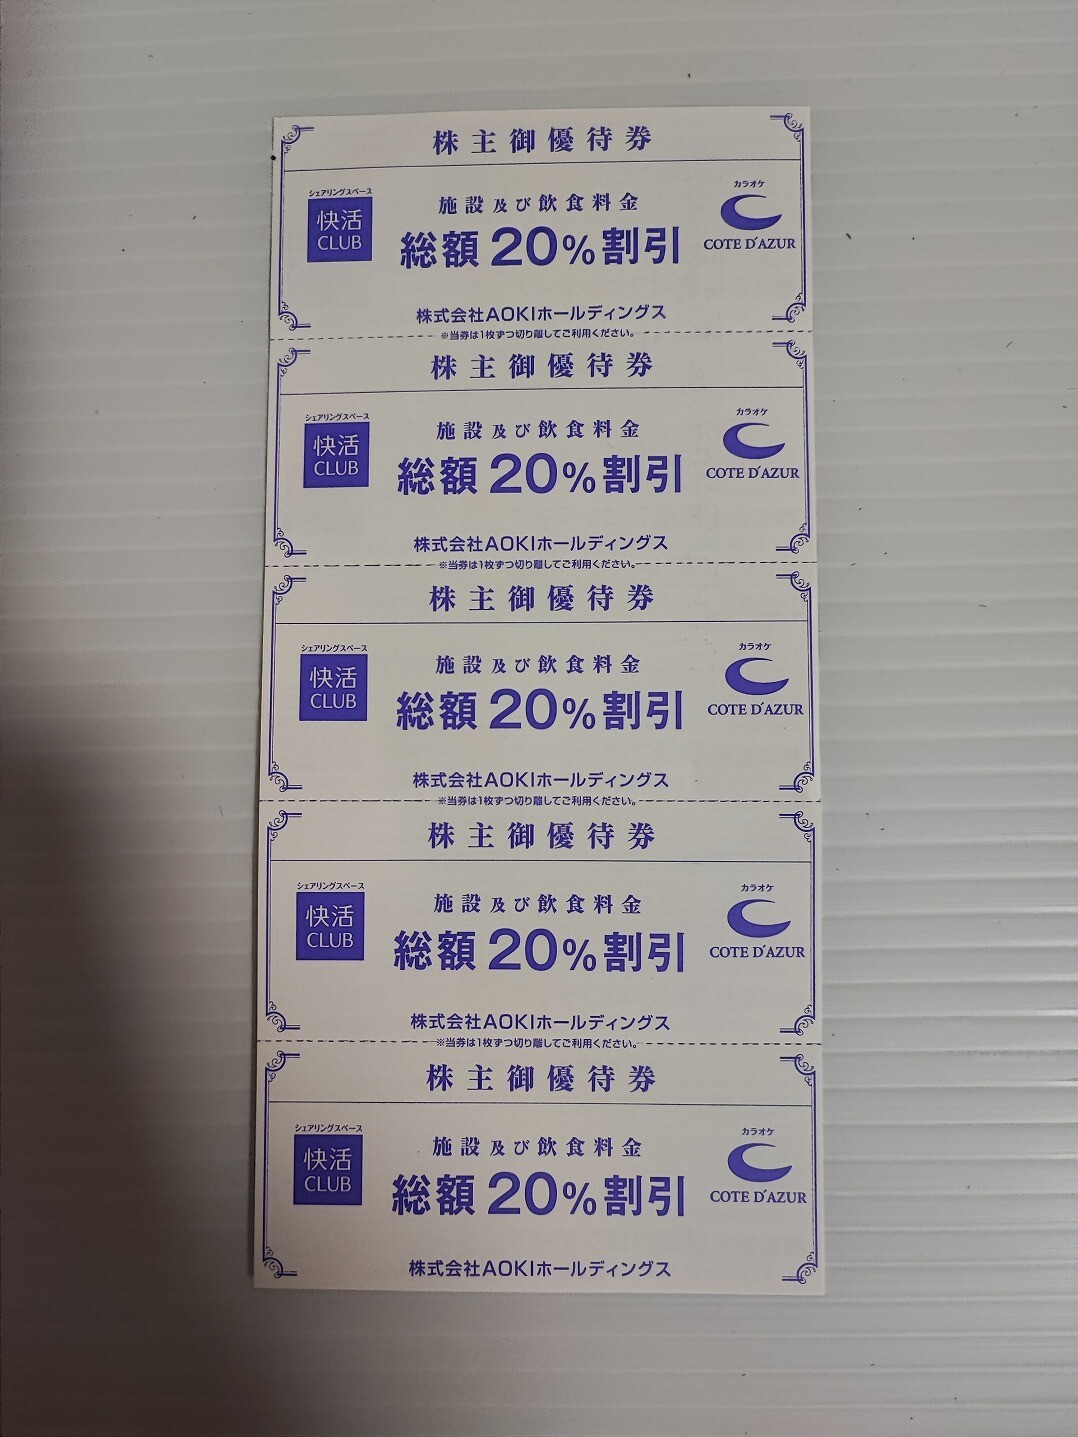 株主御優待券
シェアリングスペース
快活
CLUB
施設及び飲食料金
総額20%割引
カラオケ
COTE D'AZUR
株式会社AOKIホールディングス
※当券は1枚ずつ切り離してご利用ください。
株主御優待券
シェアリングスペース
快活
CLUB
施設及び飲食料金
総額20%割引
カラオケ
COTE D'AZUR
株式会社AOKIホールディングス
※当券は1枚ずつ切り離してご利用ください。
株主御優待券
シェアリングスペース
快活
CLUB
施設及び飲食料金
総額20%割引
カラオケ
COTE D'AZUR
株式会社AOKIホールディングス
※当券は1枚ずつ切り離してご利用ください。
株主御優待券
シェアリングスペース
快活
CLUB
施設及び飲食料金
総額20%割引
カラオケ
COTE D'AZUR
株式会社AOKIホールディングス
※当券は1枚ずつ切り離してご利用ください。
株主御優待券
シェアリングスペース
快活
CLUB
施設及び飲食料金
総額20%割引
カラオケ
COTE D'AZUR
株式会社AOKIホールディングス